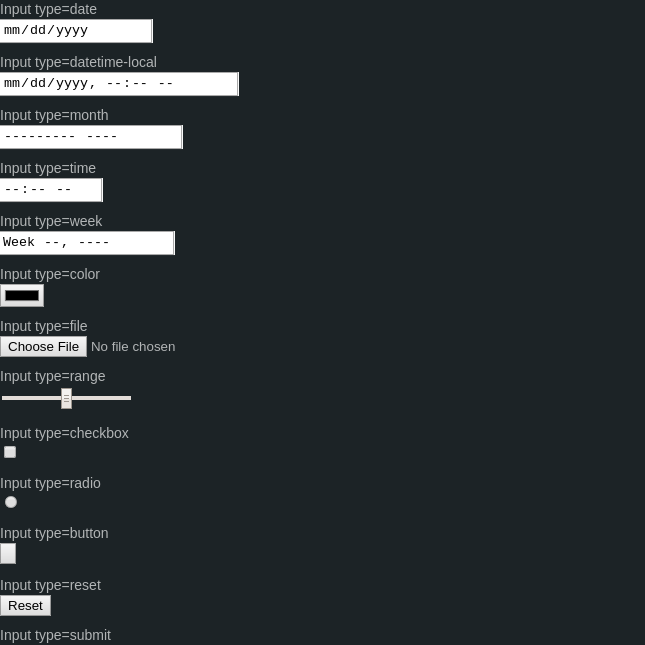 Input type=date
mm/dd/yyyy
Input type=datetime-local
mm/dd/yyyy, --:-- --
Input type=month
--------- ----
Input type=time
--:-- --
Input type=week
Week --, ----
Input type=color
Input type=file
Choose File No file chosen
Input type=range
Input type=checkbox
Input type=radio
Input type=button
Input type=reset
Reset
Input type=submit